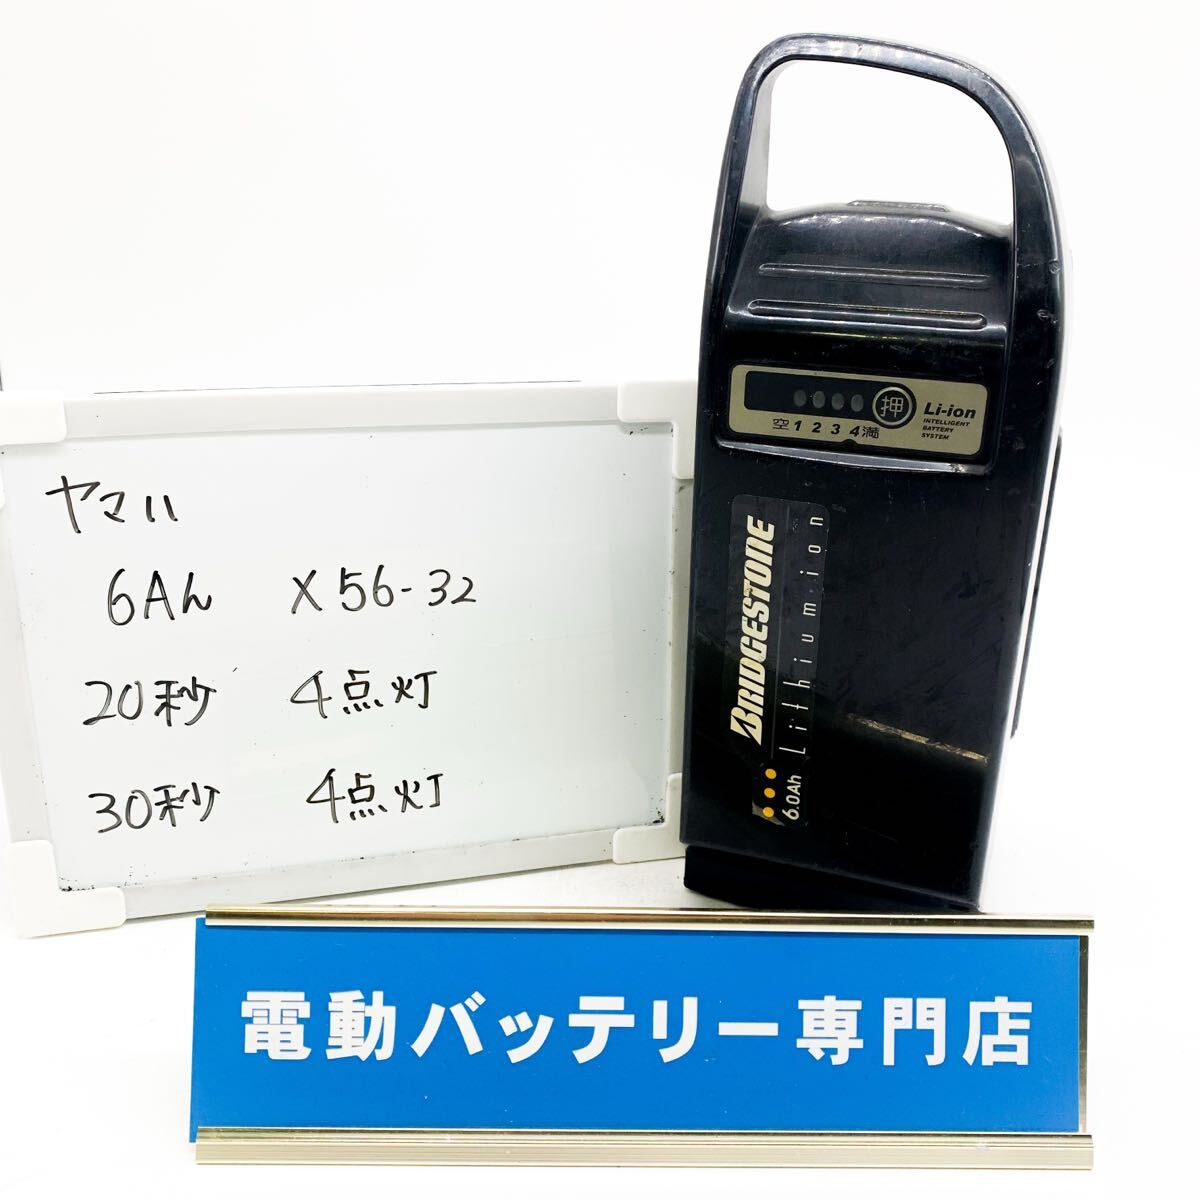 ヤマハ
6Ah X56-32
20秒 4点灯
30秒 4点灯
押
Li-ion
INTELLIGENT
BATTERY
SYSTEM
空1 2 3 4満
BRIDGESTONE
Lithium-ion
6.0Ah
電動バッテリー専門店